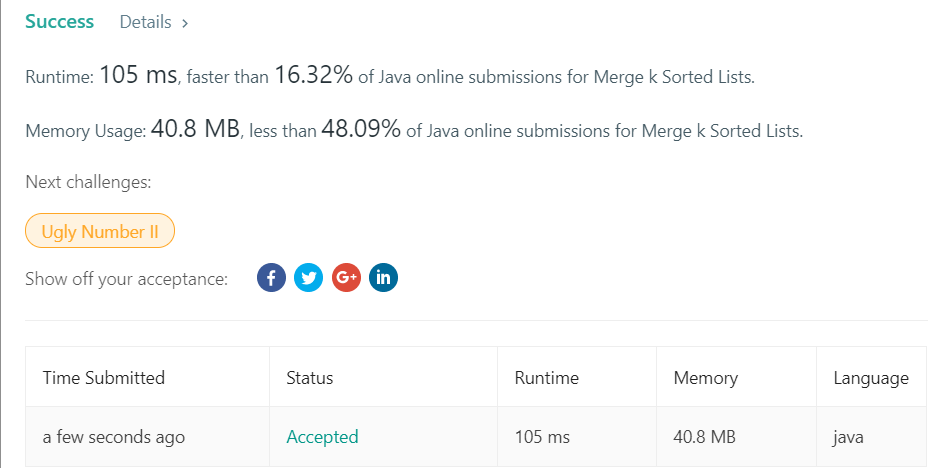 Success Details >
Runtime: 105 ms, faster than 16.32% of Java online submissions for Merge k Sorted Lists.
Memory Usage: 40.8 MB, less than 48.09% of Java online submissions for Merge k Sorted Lists.
Next challenges:
Ugly Number II
Show off your acceptance: f G+ in
Time Submitted Status Runtime Memory Language
a few seconds ago Accepted 105 ms 40.8 MB java